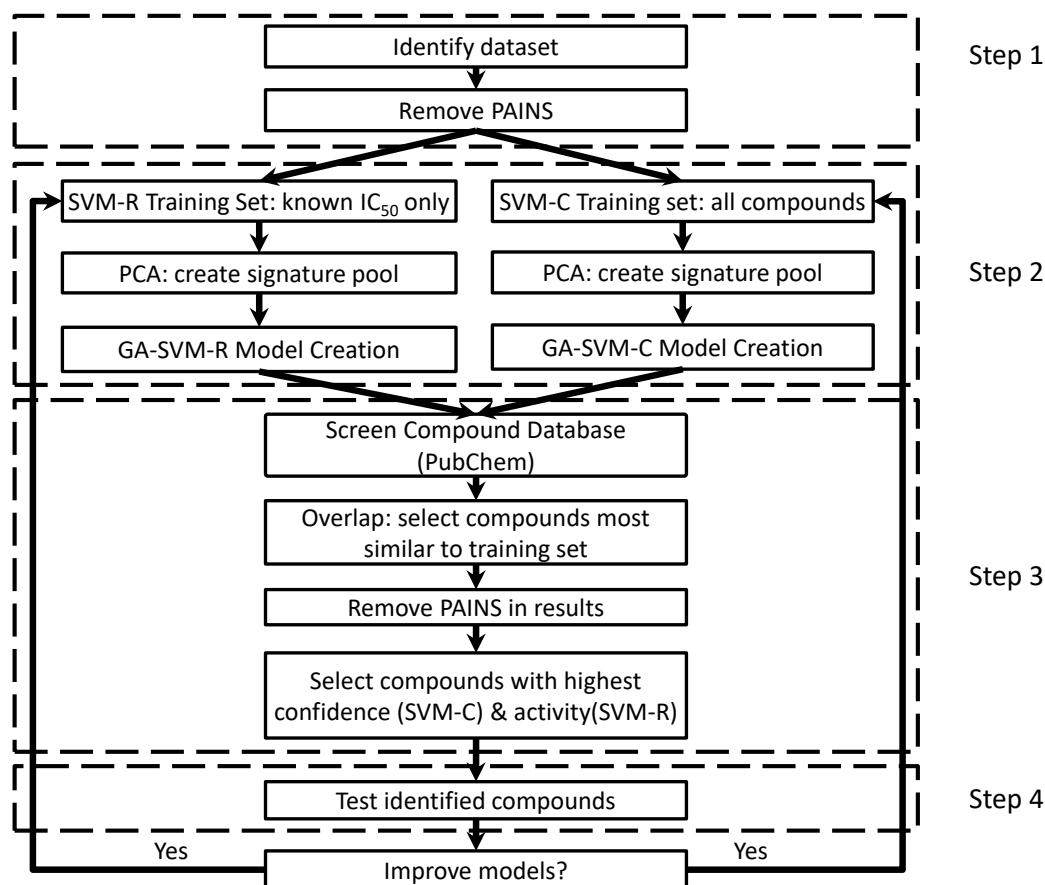 Identify dataset
Step 1
Remove PAINS
SVM-R Training Set: known IC₅₀ only
SVM-C Training set: all compounds
PCA: create signature pool
PCA: create signature pool
Step 2
GA-SVM-R Model Creation
GA-SVM-C Model Creation
Screen Compound Database
(PubChem)
Overlap: select compounds most
similar to training set
Step 3
Remove PAINS in results
Select compounds with highest
confidence (SVM-C) & activity(SVM-R)
Test identified compounds
Step 4
Yes
Yes
Improve models?